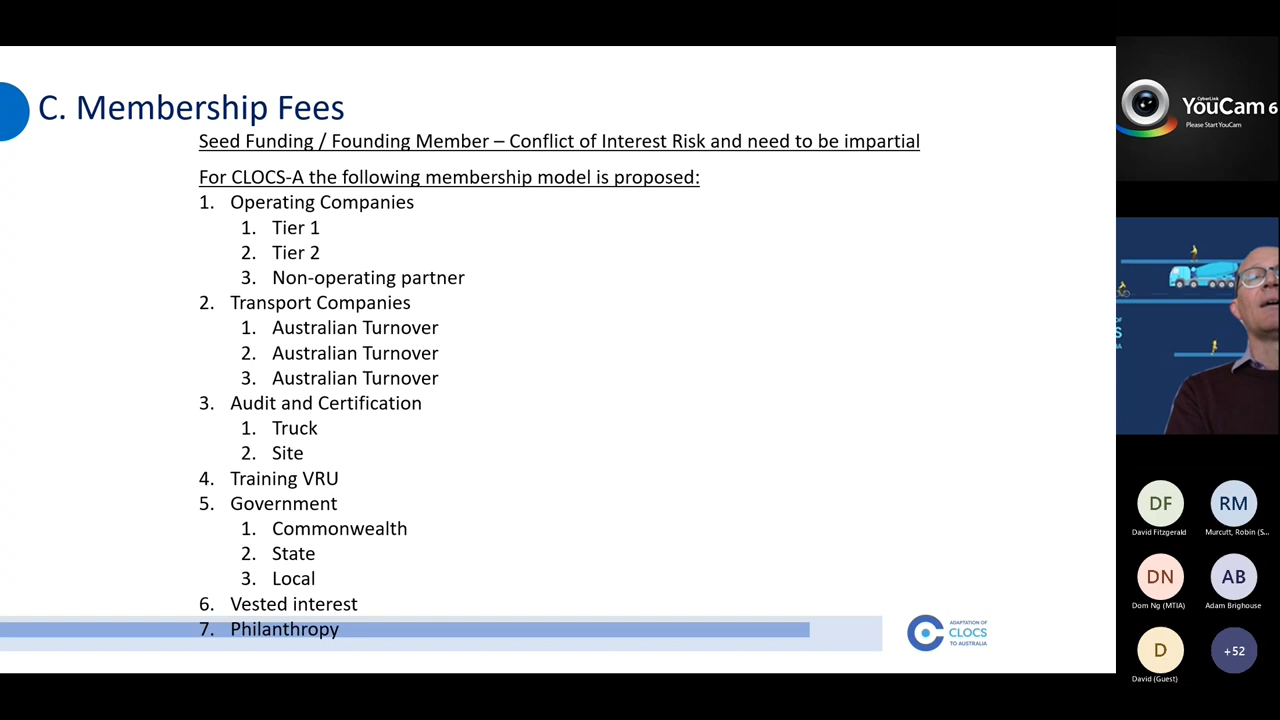 C. Membership Fees
Seed Funding / Founding Member – Conflict of Interest Risk and need to be impartial
For CLOCS-A the following membership model is proposed:
1. Operating Companies
1. Tier 1
2. Tier 2
3. Non-operating partner
2. Transport Companies
1. Australian Turnover
2. Australian Turnover
3. Australian Turnover
3. Audit and Certification
1. Truck
2. Site
4. Training VRU
5. Government
1. Commonwealth
2. State
3. Local
6. Vested interest
7. Philanthropy
ADAPTATION OF
CLOCS
TO AUSTRALIA
CyberLink
YouCam 6
Please Start YouCam
DF
David Fitzgerald
RM
Murcutt, Robin (S...
DN
Dom Ng (MTIA)
AB
Adam Brighouse
D
David (Guest)
+52